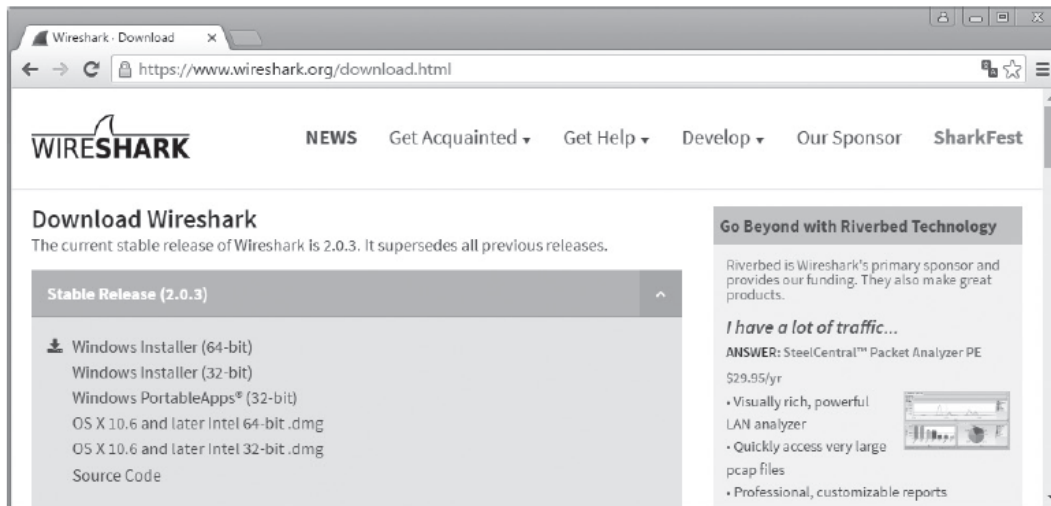 Wireshark · Download
https://www.wireshark.org/download.html
WIRESHARK
NEWS Get Acquainted Get Help Develop Our Sponsor SharkFest
Download Wireshark
The current stable release of Wireshark is 2.0.3. It supersedes all previous releases.
Stable Release (2.0.3)
Windows Installer (64-bit)
Windows Installer (32-bit)
Windows PortableApps® (32-bit)
OS X 10.6 and later Intel 64-bit .dmg
OS X 10.6 and later Intel 32-bit .dmg
Source Code
Go Beyond with Riverbed Technology
Riverbed is Wireshark's primary sponsor and
provides our funding. They also make great
products.
I have a lot of traffic...
ANSWER: SteelCentral™ Packet Analyzer PE
$29.95/yr
• Visually rich, powerful
LAN analyzer
• Quickly access very large
pcap files
• Professional, customizable reports